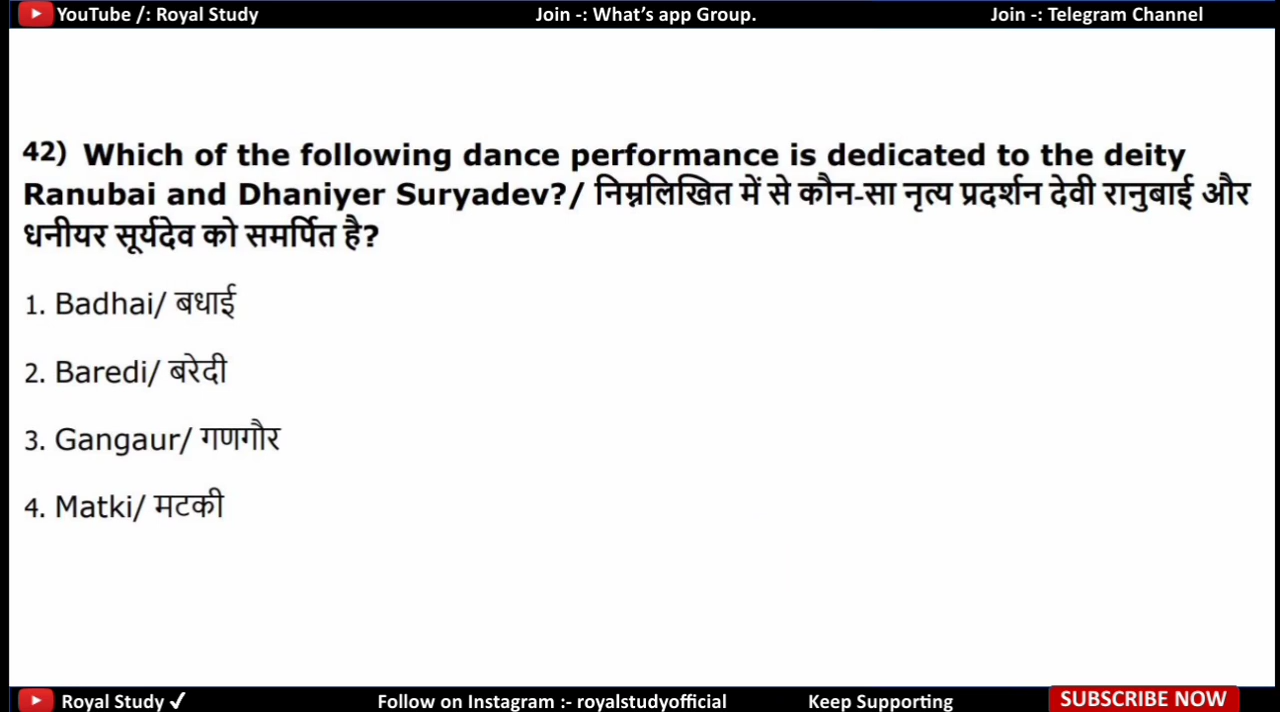 YouTube /: Royal Study Join -: What’s app Group. Join -: Telegram Channel
42) Which of the following dance performance is dedicated to the deity
Ranubai and Dhaniyer Suryadev?/ निम्नलिखित में से कौन-सा नृत्य प्रदर्शन देवी रानुबाई और
धनीयर सूर्यदेव को समर्पित है?
1. Badhai/ बधाई
2. Baredi/ बरेदी
3. Gangaur/ गणगौर
4. Matki/ मटकी
Royal Study ✓ Follow on Instagram :- royalstudyofficial Keep Supporting SUBSCRIBE NOW